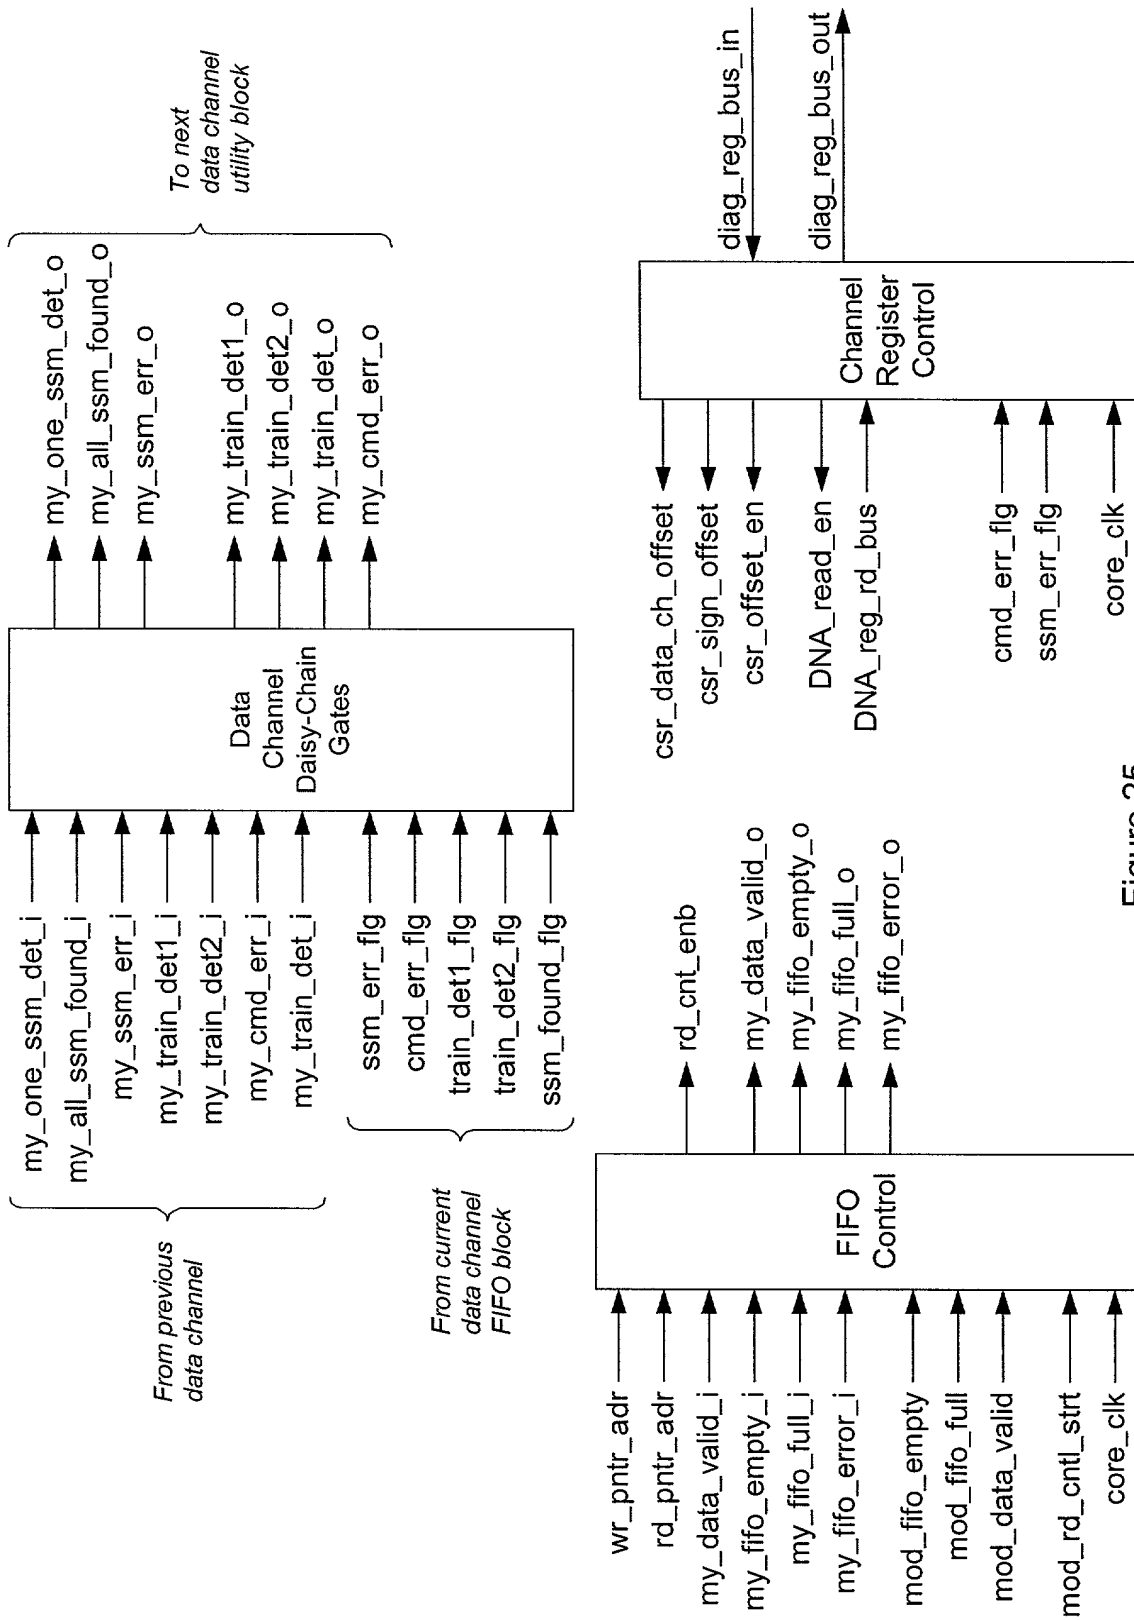 From previous
data channel
my_one_ssm_det_i
my_all_ssm_found_i
my_ssm_err_i
my_train_det1_i
my_train_det2_i
my_cmd_err_i
my_train_det_i
From current
data channel
FIFO block
ssm_err_flg
cmd_err_flg
train_det1_flg
train_det2_flg
ssm_found_flg
Data
Channel
Daisy-Chain
Gates
my_one_ssm_det_o
my_all_ssm_found_o
my_ssm_err_o
my_train_det1_o
my_train_det2_o
my_train_det_o
my_cmd_err_o
To next
data channel
utility block
wr_pntr_adr
rd_pntr_adr
my_data_valid_i
my_fifo_empty_i
my_fifo_full_i
my_fifo_error_i
mod_fifo_empty
mod_fifo_full
mod_data_valid
mod_rd_cntl_strt
core_clk
FIFO
Control
rd_cnt_enb
my_data_valid_o
my_fifo_empty_o
my_fifo_full_o
my_fifo_error_o
csr_data_ch_offset
csr_sign_offset
csr_offset_en
DNA_read_en
DNA_reg_rd_bus
cmd_err_flg
ssm_err_flg
core_clk
Channel
Register
Control
diag_reg_bus_in
diag_reg_bus_out
Figure 25